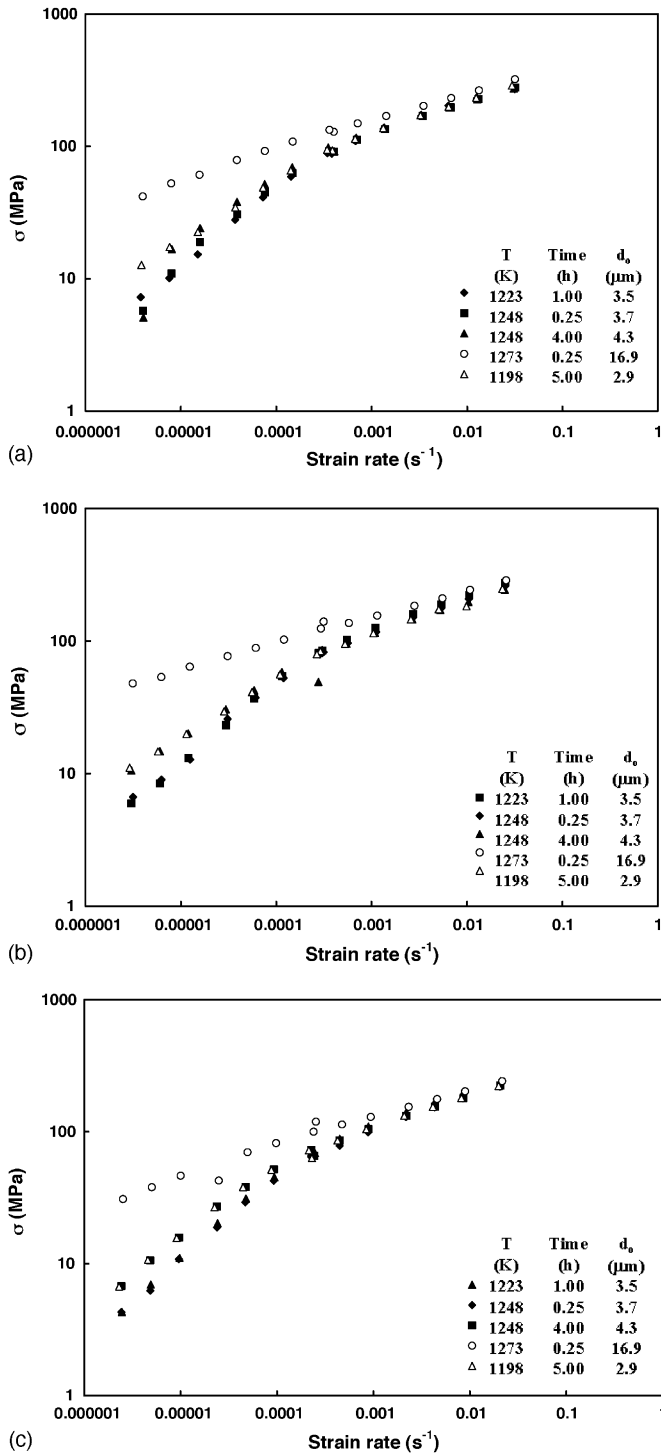 1000
100
10
1
σ (MPa)
T Time d₀
(K) (h) (μm)
1223 1.00 3.5
1248 0.25 3.7
1248 4.00 4.3
1273 0.25 16.9
1198 5.00 2.9
0.000001 0.00001 0.0001 0.001 0.01 0.1 1
(a) Strain rate (s⁻¹)
1000
100
10
1
σ (MPa)
T Time d₀
(K) (h) (μm)
1223 1.00 3.5
1248 0.25 3.7
1248 4.00 4.3
1273 0.25 16.9
1198 5.00 2.9
0.000001 0.00001 0.0001 0.001 0.01 0.1 1
(b) Strain rate (s⁻¹)
1000
100
10
1
σ (MPa)
T Time d₀
(K) (h) (μm)
1223 1.00 3.5
1248 0.25 3.7
1248 4.00 4.3
1273 0.25 16.9
1198 5.00 2.9
0.000001 0.00001 0.0001 0.001 0.01 0.1 1
(c) Strain rate (s⁻¹)